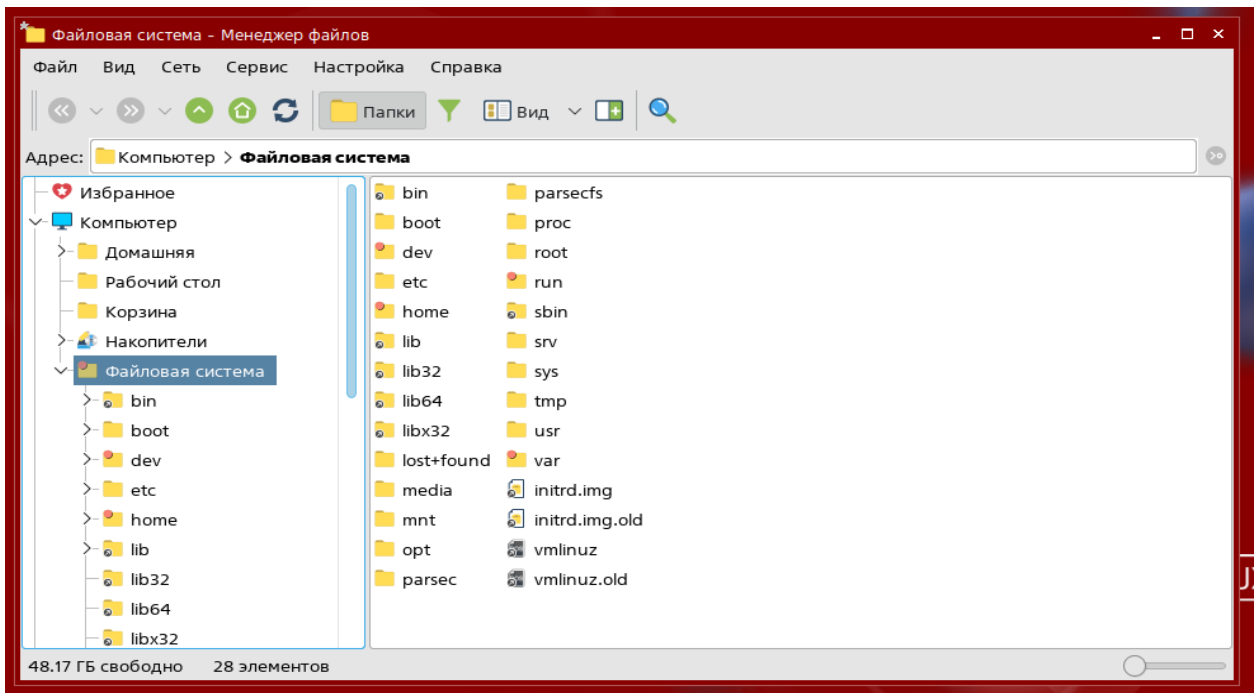 Файловая система – Менеджер файлов
Файл Вид Сеть Сервис Настройка Справка
Папки Вид
Адрес: Компьютер > Файловая система
Избранное
Компьютер
Домашняя
Рабочий стол
Корзина
Накопители
Файловая система
bin
boot
dev
etc
home
lib
lib32
lib64
libx32
bin
boot
dev
etc
home
lib
lib32
lib64
libx32
lost+found
media
mnt
opt
parsec
parsecfs
proc
root
run
sbin
srv
sys
tmp
usr
var
initrd.img
initrd.img.old
vmlinuz
vmlinuz.old
48.17 ГБ свободно 28 элементов